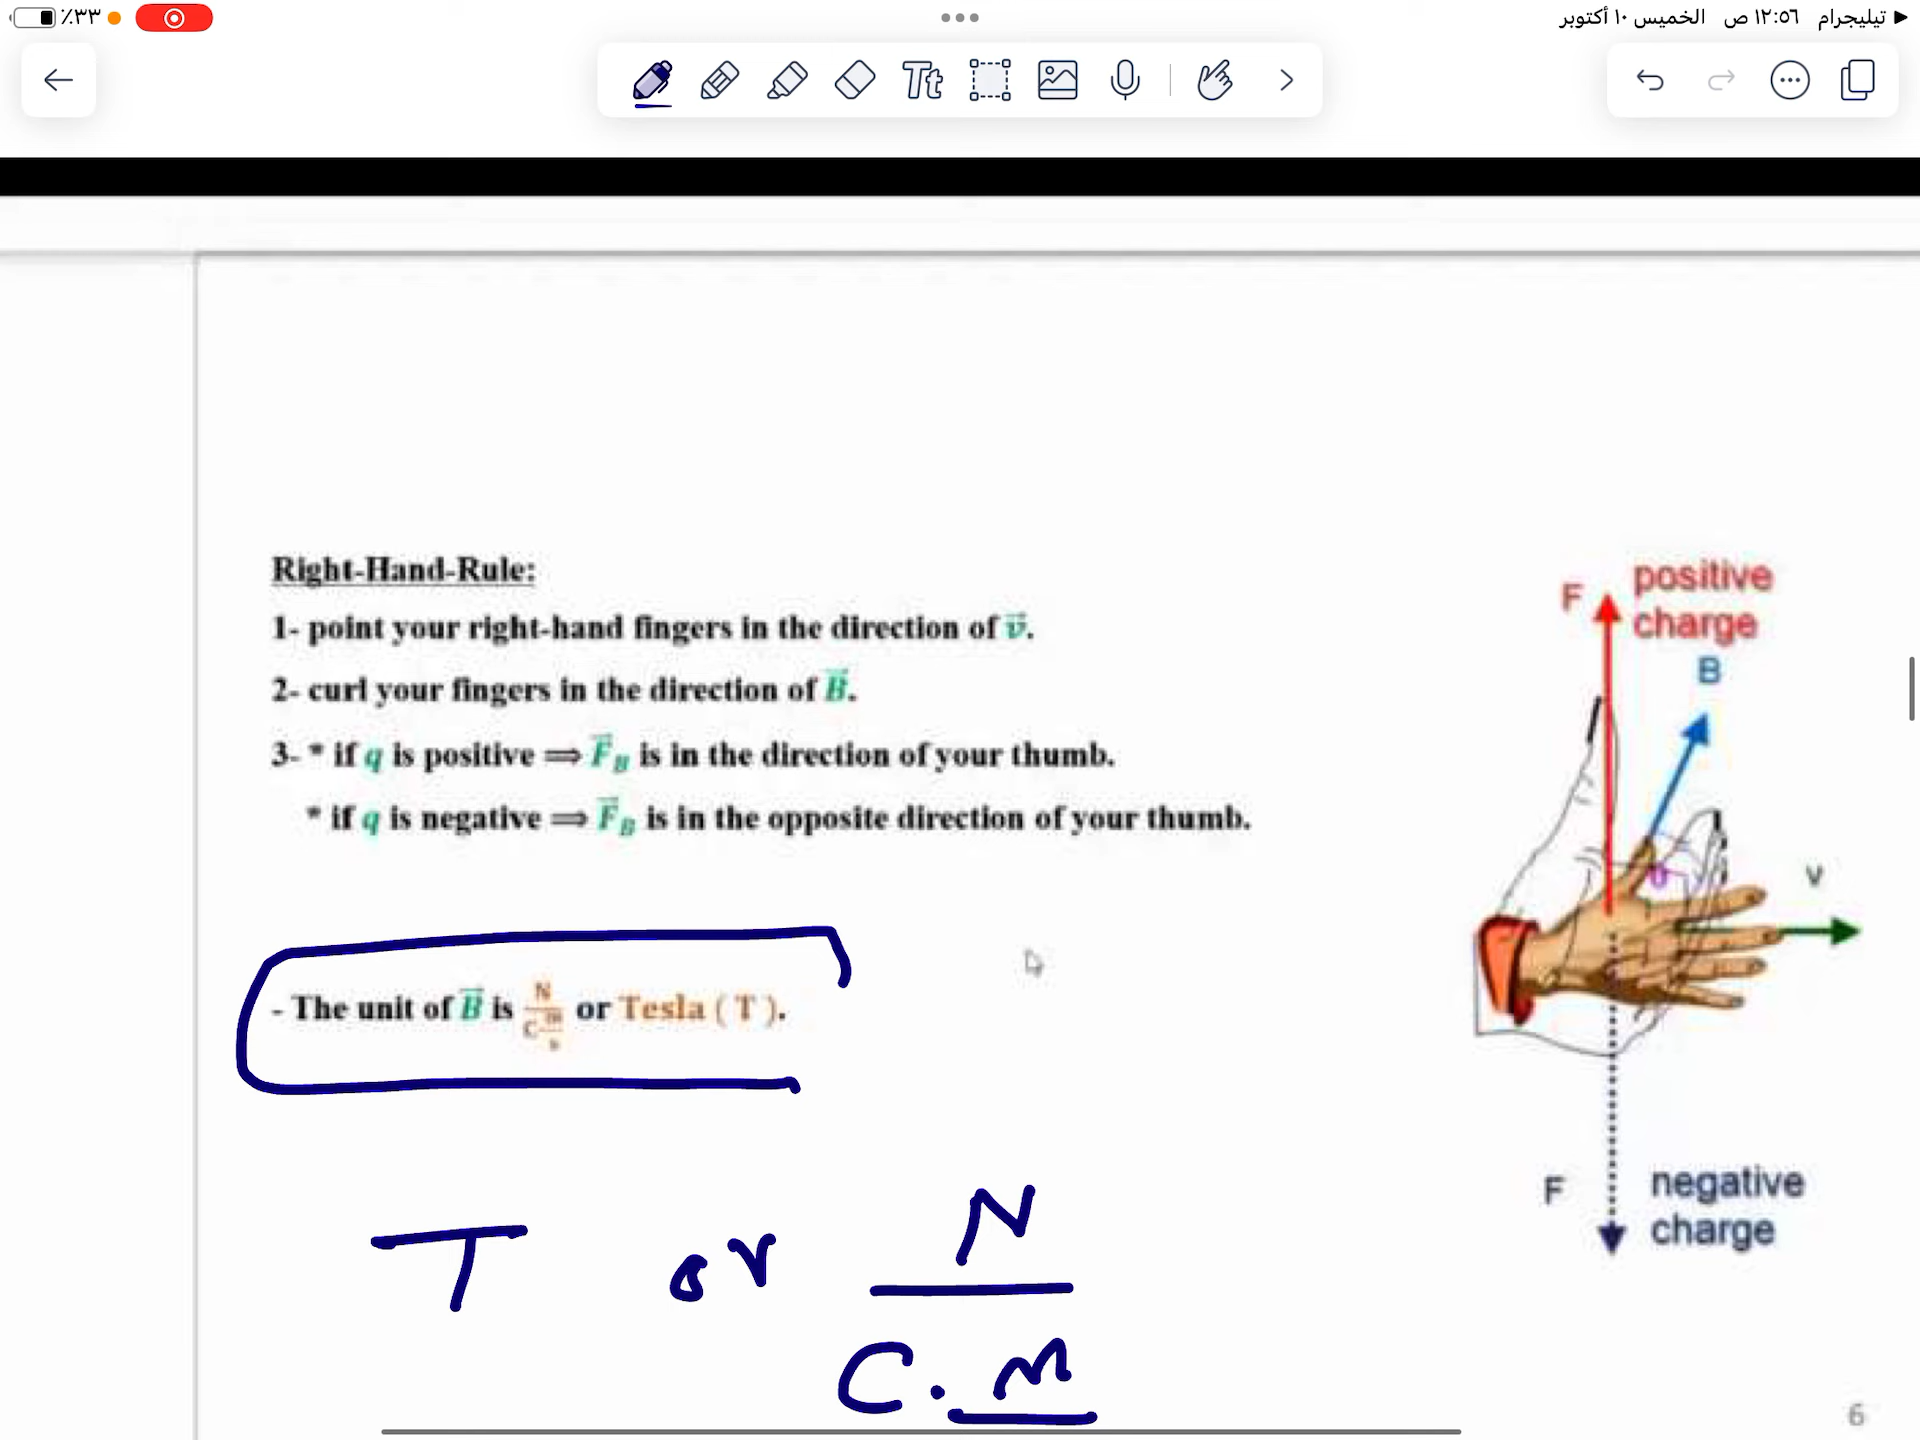 ٪٣٣
◀ تيليجرام ١٢:٥٦ ص الخميس ١٠ أكتوبر
Tt
Right-Hand-Rule:
1- point your right-hand fingers in the direction of v⃗.
2- curl your fingers in the direction of B⃗.
3- * if q is positive ⟹ F⃗_B is in the direction of your thumb.
* if q is negative ⟹ F⃗_B is in the opposite direction of your thumb.
- The unit of B⃗ is N/(C.m/s) or Tesla ( T ).
T or N
C.m
F positive charge
B
θ
v
F negative charge
6